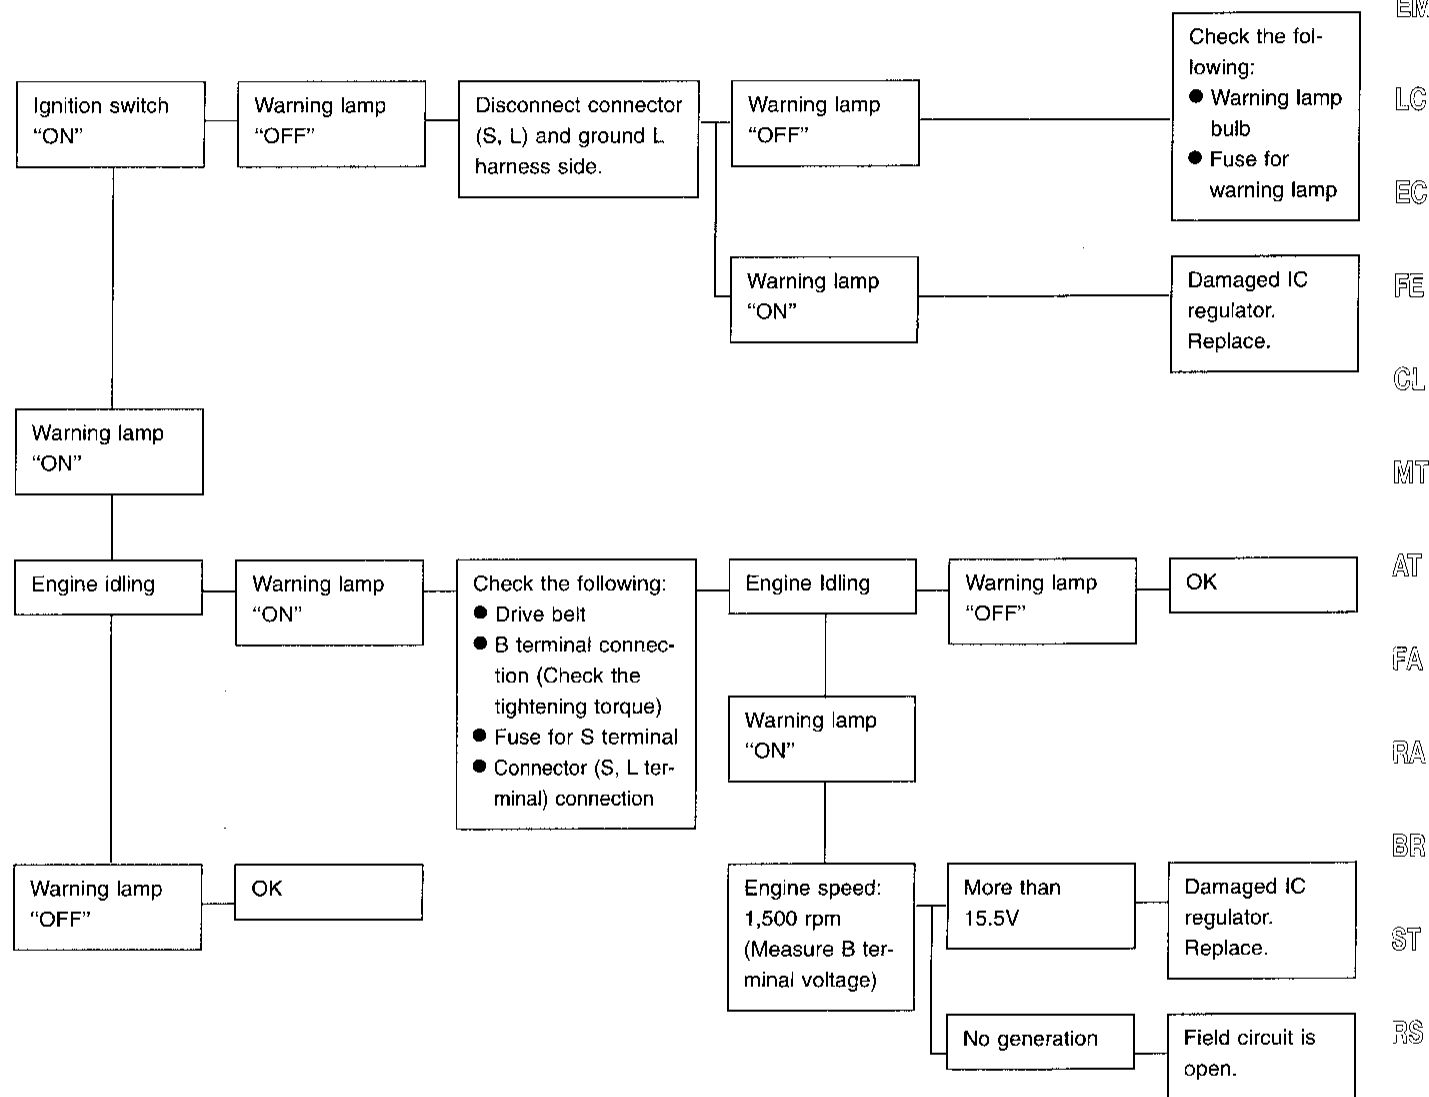 EM
Check the fol-
lowing:
● Warning lamp
bulb
● Fuse for
warning lamp
Ignition switch
“ON”
Warning lamp
“OFF”
Disconnect connector
(S, L) and ground L
harness side.
Warning lamp
“OFF”
LC
EC
Warning lamp
“ON”
Damaged IC
regulator.
Replace.
FE
CL
Warning lamp
“ON”
MT
Engine idling
Warning lamp
“ON”
Check the following:
● Drive belt
● B terminal connec-
tion (Check the
tightening torque)
● Fuse for S terminal
● Connector (S, L ter-
minal) connection
Engine Idling
Warning lamp
“OFF”
OK
AT
FA
Warning lamp
“ON”
RA
BR
Warning lamp
“OFF”
OK
Engine speed:
1,500 rpm
(Measure B ter-
minal voltage)
More than
15.5V
Damaged IC
regulator.
Replace.
ST
No generation
Field circuit is
open.
RS